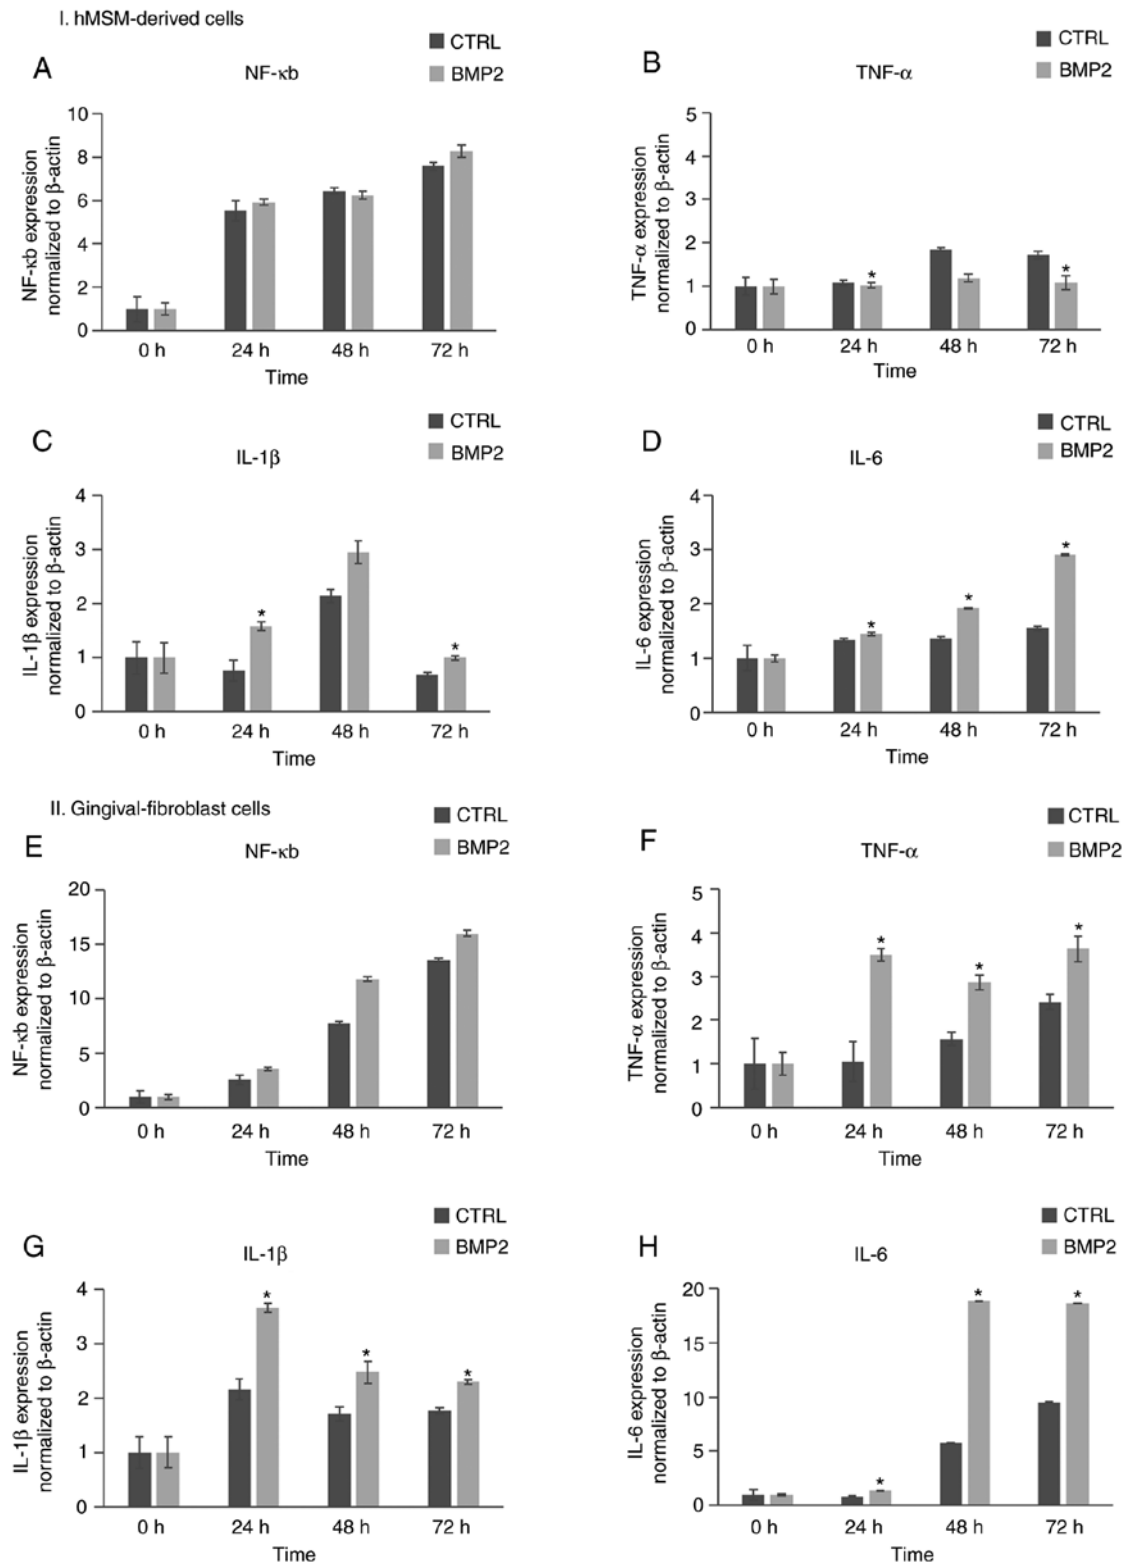 I. hMSM-derived cells
A
NF-κb
CTRL
BMP2
NF-κb expression
normalized to β-actin
10
8
6
4
2
0
0 h 24 h 48 h 72 h
Time
B
TNF-α
CTRL
BMP2
TNF-α expression
normalized to β-actin
5
4
3
2
1
0
*
*
0 h 24 h 48 h 72 h
Time
C
IL-1β
CTRL
BMP2
IL-1β expression
normalized to β-actin
4
3
2
1
0
*
*
0 h 24 h 48 h 72 h
Time
D
IL-6
CTRL
BMP2
IL-6 expression
normalized to β-actin
4
3
2
1
0
*
*
*
0 h 24 h 48 h 72 h
Time
II. Gingival-fibroblast cells
E
NF-κb
CTRL
BMP2
NF-κb expression
normalized to β-actin
20
15
10
5
0
0 h 24 h 48 h 72 h
Time
F
TNF-α
CTRL
BMP2
TNF-α expression
normalized to β-actin
5
4
3
2
1
0
*
*
*
0 h 24 h 48 h 72 h
Time
G
IL-1β
CTRL
BMP2
IL-1β expression
normalized to β-actin
4
3
2
1
0
*
*
*
0 h 24 h 48 h 72 h
Time
H
IL-6
CTRL
BMP2
IL-6 expression
normalized to β-actin
20
15
10
5
0
*
*
*
0 h 24 h 48 h 72 h
Time